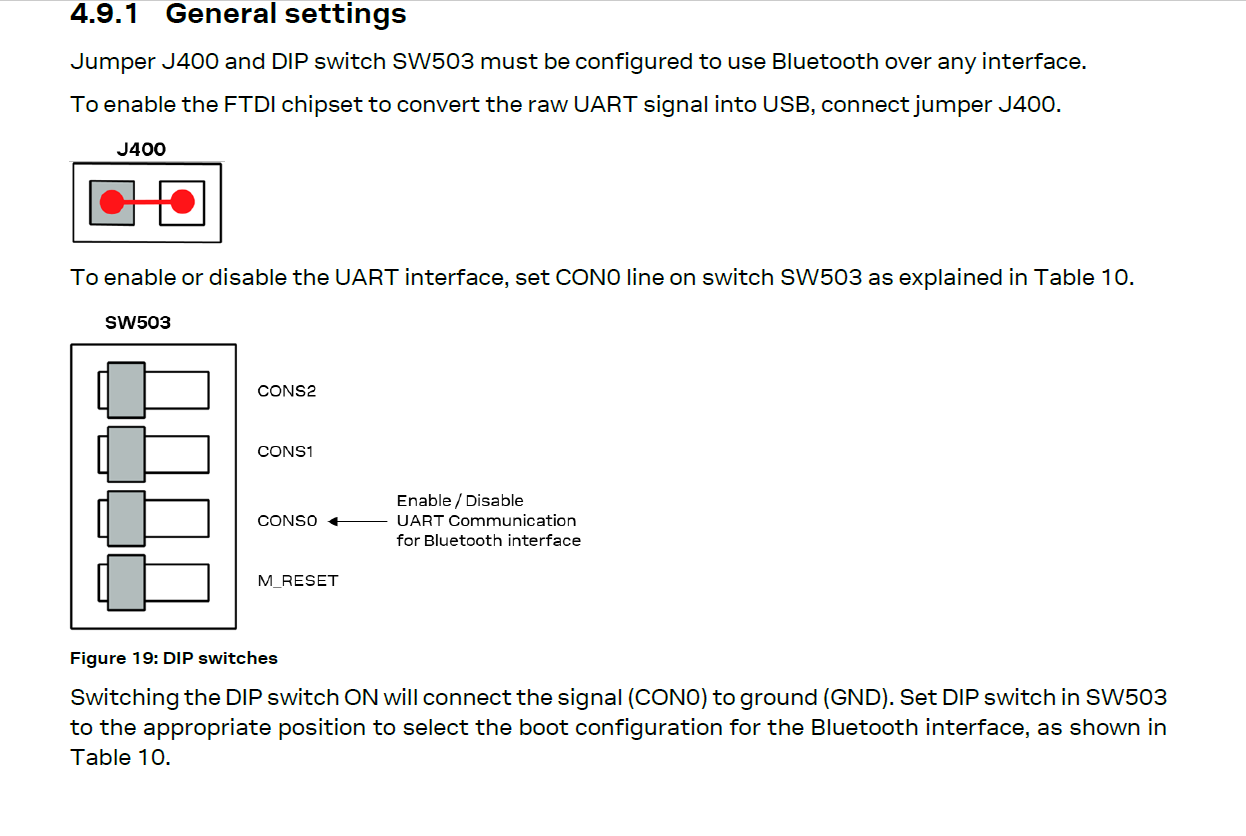 4.9.1 General settings
Jumper J400 and DIP switch SW503 must be configured to use Bluetooth over any interface.
To enable the FTDI chipset to convert the raw UART signal into USB, connect jumper J400.
J400
To enable or disable the UART interface, set CON0 line on switch SW503 as explained in Table 10.
SW503
CONS2
CONS1
CONS0
Enable / Disable
UART Communication
for Bluetooth interface
M_RESET
Figure 19: DIP switches
Switching the DIP switch ON will connect the signal (CON0) to ground (GND). Set DIP switch in SW503
to the appropriate position to select the boot configuration for the Bluetooth interface, as shown in
Table 10.